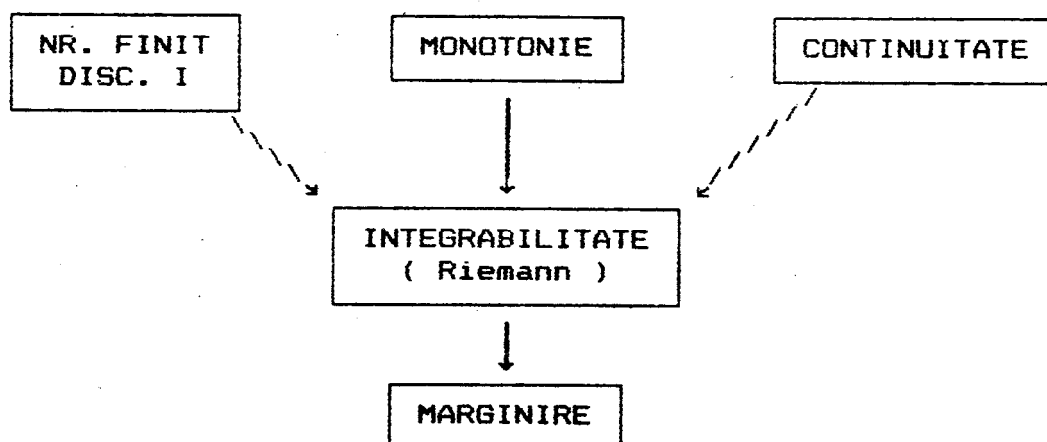 NR. FINIT
DISC. I
MONOTONIE
CONTINUITATE
INTEGRABILITATE
( Riemann )
MARGINIRE